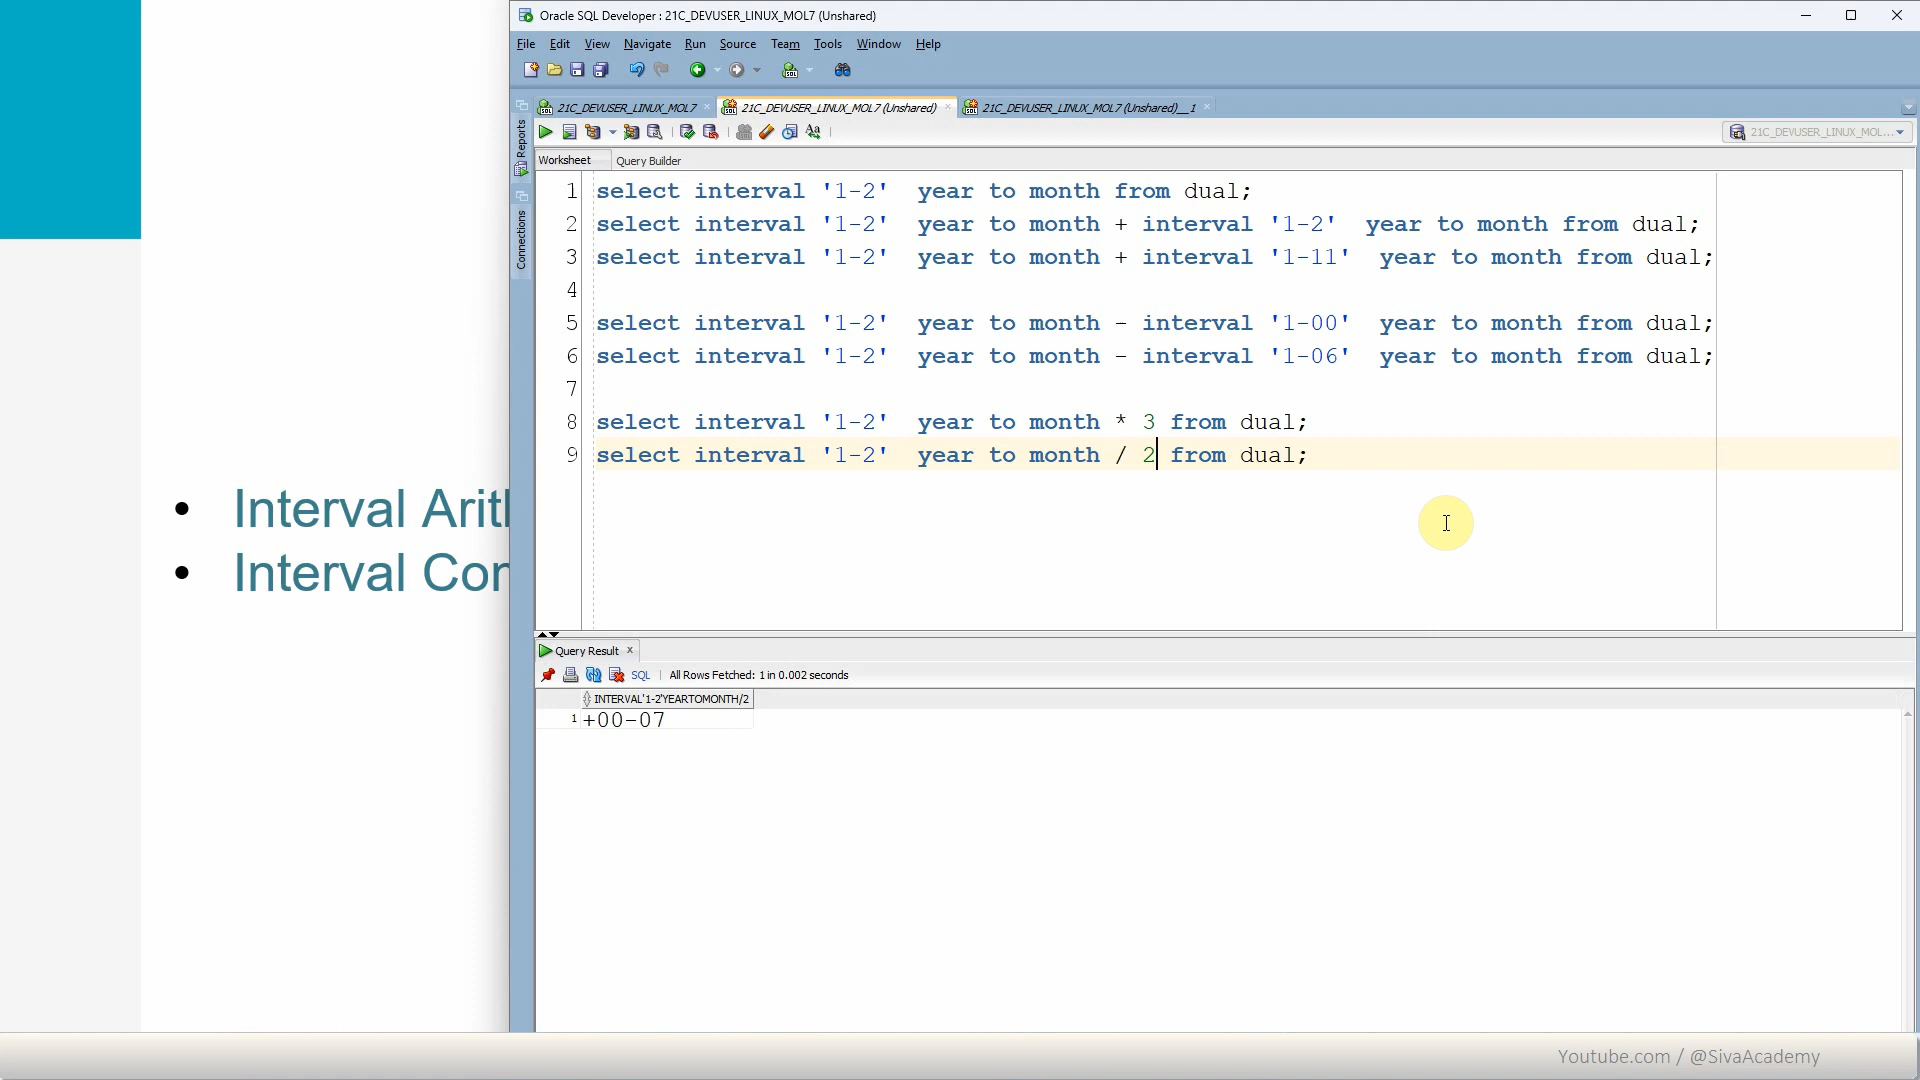 Oracle SQL Developer : 21C_DEVUSER_LINUX_MOL7 (Unshared)
File Edit View Navigate Run Source Team Tools Window Help
21C_DEVUSER_LINUX_MOL7 21C_DEVUSER_LINUX_MOL7 (Unshared) 21C_DEVUSER_LINUX_MOL7 (Unshared)__1
Reports
Connections
21C_DEVUSER_LINUX_MOL...
Worksheet Query Builder
1 select interval '1-2' year to month from dual;
2 select interval '1-2' year to month + interval '1-2' year to month from dual;
3 select interval '1-2' year to month + interval '1-11' year to month from dual;
4
5 select interval '1-2' year to month - interval '1-00' year to month from dual;
6 select interval '1-2' year to month - interval '1-06' year to month from dual;
7
8 select interval '1-2' year to month * 3 from dual;
9 select interval '1-2' year to month / 2 from dual;
• Interval Arit
• Interval Cor
Query Result
SQL | All Rows Fetched: 1 in 0.002 seconds
INTERVAL'1-2'YEARTOMONTH/2
1 +00-07
Youtube.com / @SivaAcademy